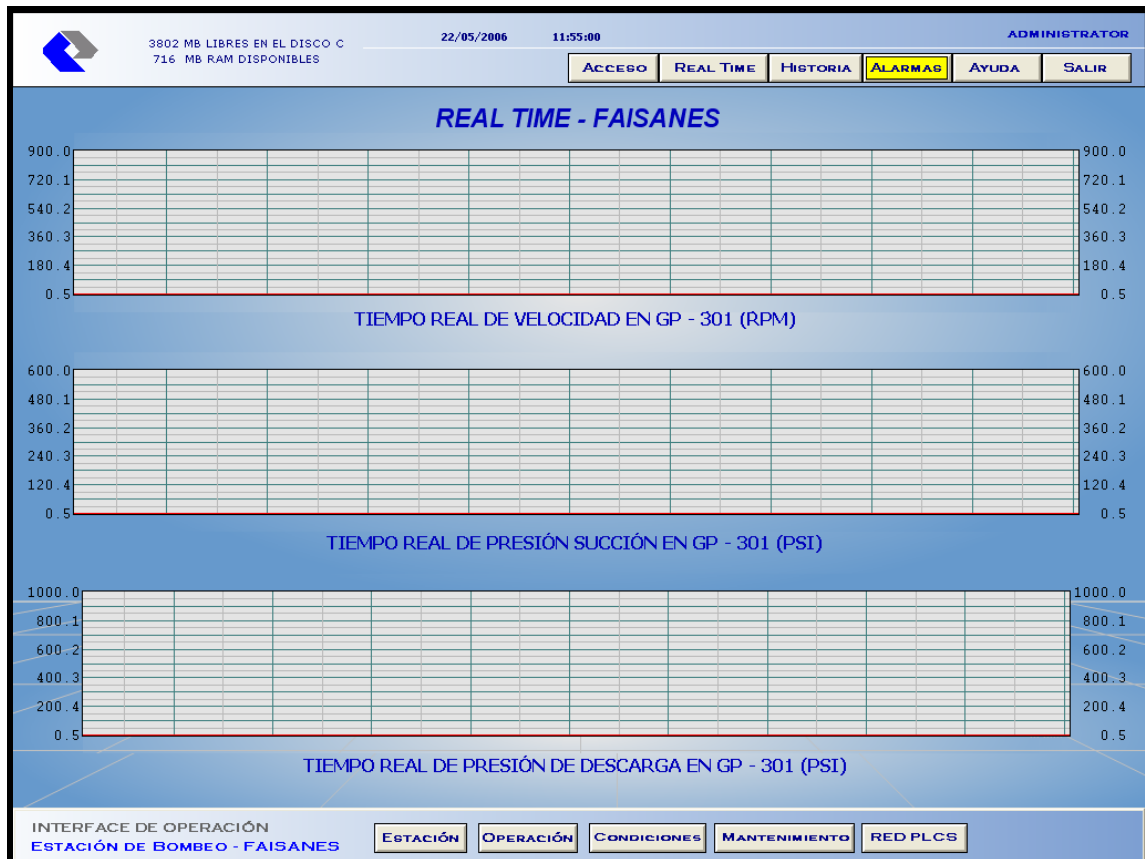 3802 MB LIBRES EN EL DISCO C
716 MB RAM DISPONIBLES
22/05/2006 11:55:00
ADMINISTRATOR
ACCESO REAL TIME HISTORIA ALARMAS AYUDA SALIR
REAL TIME - FAISANES
900.0 900.0
720.1 720.1
540.2 540.2
360.3 360.3
180.4 180.4
0.5 0.5
TIEMPO REAL DE VELOCIDAD EN GP - 301 (RPM)
600.0 600.0
480.1 480.1
360.2 360.2
240.3 240.3
120.4 120.4
0.5 0.5
TIEMPO REAL DE PRESIÓN SUCCIÓN EN GP - 301 (PSI)
1000.0 1000.0
800.1 800.1
600.2 600.2
400.3 400.3
200.4 200.4
0.5 0.5
TIEMPO REAL DE PRESIÓN DE DESCARGA EN GP - 301 (PSI)
INTERFACE DE OPERACIÓN
ESTACIÓN DE BOMBEO - FAISANES
ESTACIÓN OPERACIÓN CONDICIONES MANTENIMIENTO RED PLCS